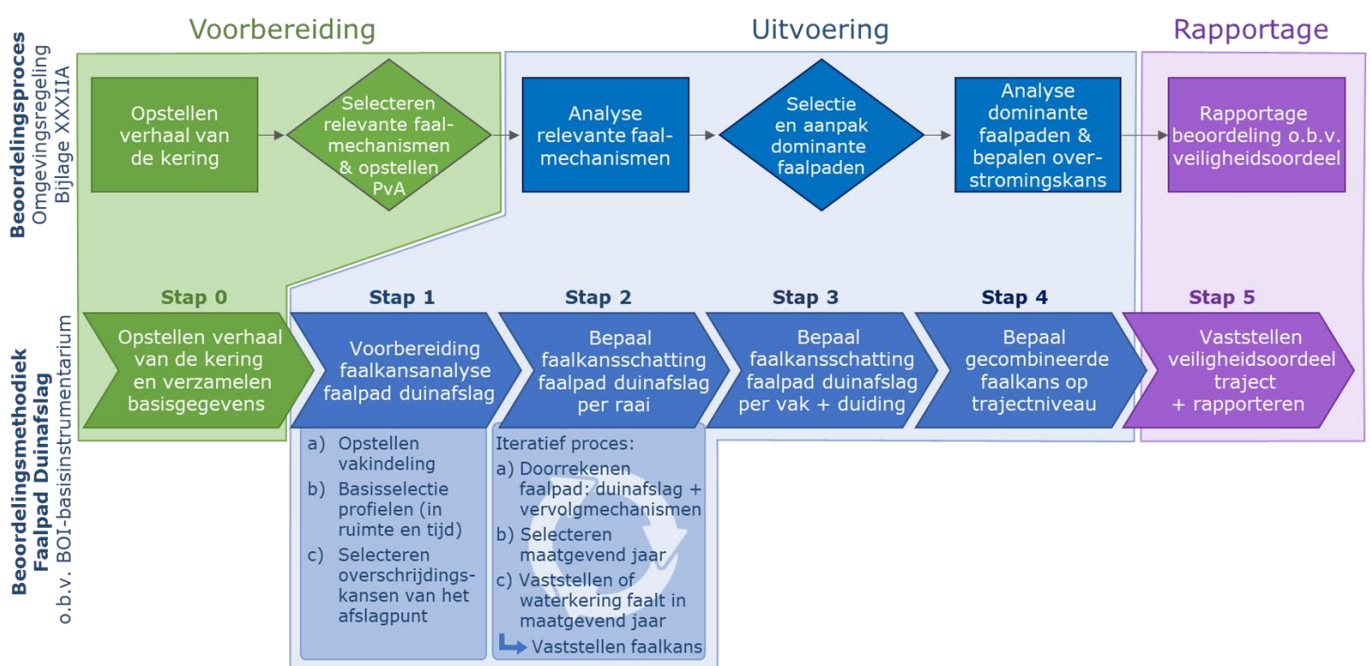 Voorbereiding
Uitvoering
Rapportage
Beoordelingsproces
Omgevingsregeling
Bijlage XXXIIA
Opstellen
verhaal van
de kering
Selecteren
relevante faal-
mechanismen
& opstellen
PvA
Analyse
relevante faal-
mechanismen
Selectie
en aanpak
dominante
faalpaden
Analyse
dominante
faalpaden &
bepalen over-
stromingskans
Rapportage
beoordeling o.b.v.
veiligheidsoordeel
Beoordelingsmethodiek
Faalpad Duinafslag
o.b.v. BOI-basisinstrumentarium
Stap 0
Opstellen verhaal
van de kering
en verzamelen
basisgegevens
Stap 1
Voorbereiding
faalkansanalyse
faalpad duinafslag
Stap 2
Bepaal
faalkansschatting
faalpad duinafslag
per raai
Stap 3
Bepaal
faalkansschatting
faalpad duinafslag
per vak + duiding
Stap 4
Bepaal
gecombineerde
faalkans op
trajectniveau
Stap 5
Vaststellen
veiligheidsoordeel
traject
+ rapporteren
a) Opstellen
vakindeling
b) Basisselectie
profielen (in
ruimte en tijd)
c) Selecteren
overschrijdings-
kansen van het
afslagpunt
Iteratief proces:
a) Doorrekenen
faalpad: duinafslag +
vervolgmechanismen
b) Selecteren
maatgevend jaar
c) Vaststellen of
waterkering faalt in
maatgevend jaar
Vaststellen faalkans